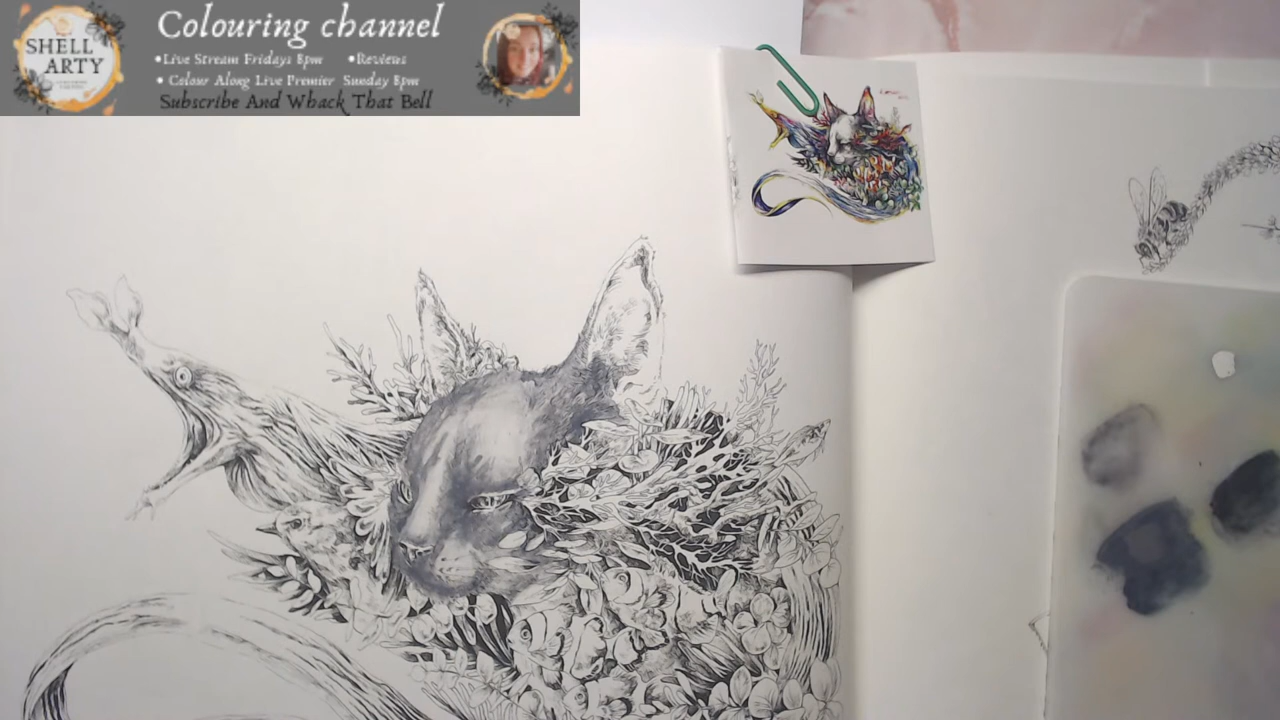 SHELL
ARTY
Colouring channel
•Live Stream Fridays 8pm •Reviews
• Colour Along Live Premier Sunday 8pm
Subscribe And Whack That Bell